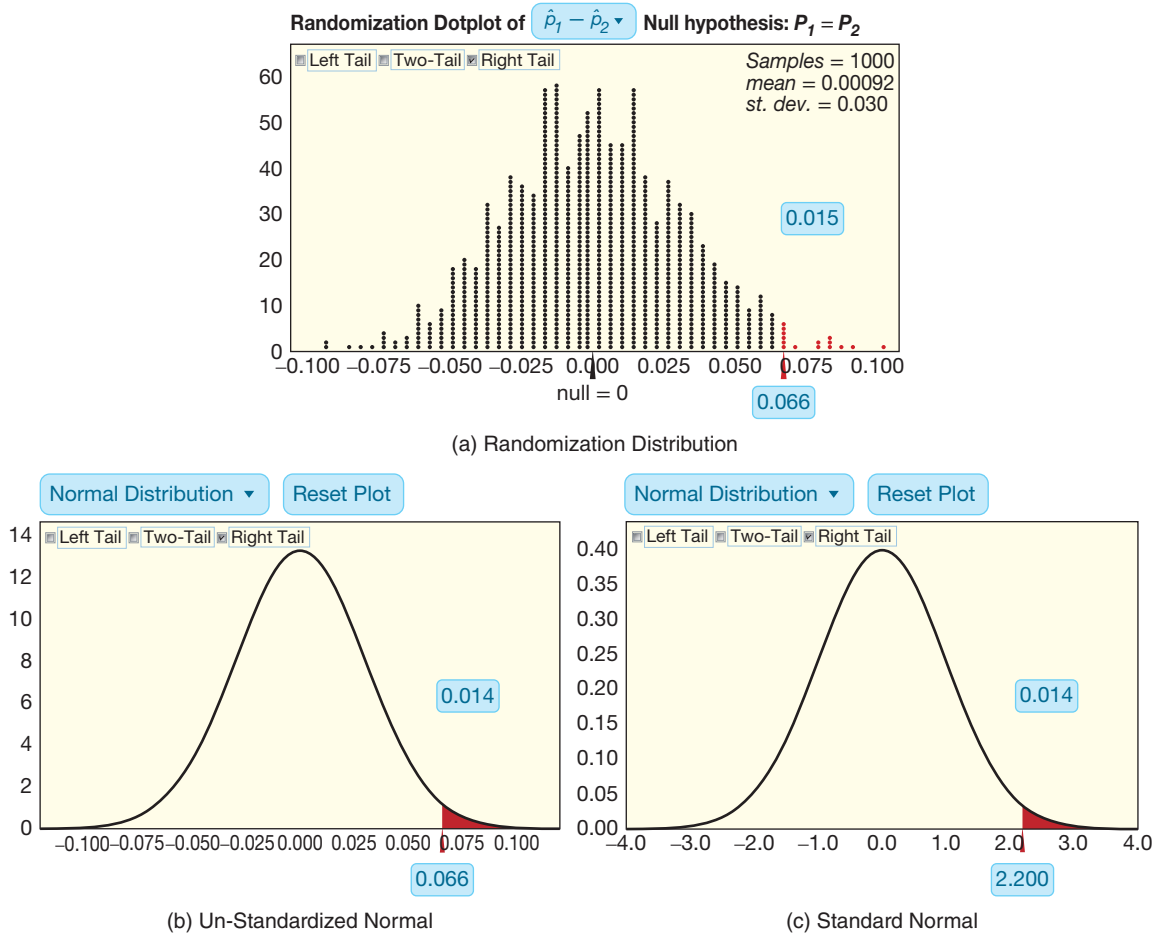 Randomization Dotplot of p̂₁ − p̂₂ ▾ Null hypothesis: P₁ = P₂
Left Tail Two-Tail Right Tail
Samples = 1000
mean = 0.00092
st. dev. = 0.030
60
50
40
30
20
10
0
0.015
−0.100 −0.075 −0.050 −0.025 0.000 0.025 0.050 0.075 0.100
null = 0
0.066
(a) Randomization Distribution
Normal Distribution ▾ Reset Plot
Left Tail Two-Tail Right Tail
14
12
10
8
6
4
2
0
0.014
−0.100 −0.075 −0.050 −0.025 0.000 0.025 0.050 0.075 0.100
0.066
(b) Un-Standardized Normal
Normal Distribution ▾ Reset Plot
Left Tail Two-Tail Right Tail
0.40
0.35
0.30
0.25
0.20
0.15
0.10
0.05
0.00
0.014
−4.0 −3.0 −2.0 −1.0 0.0 1.0 2.0 3.0 4.0
2.200
(c) Standard Normal